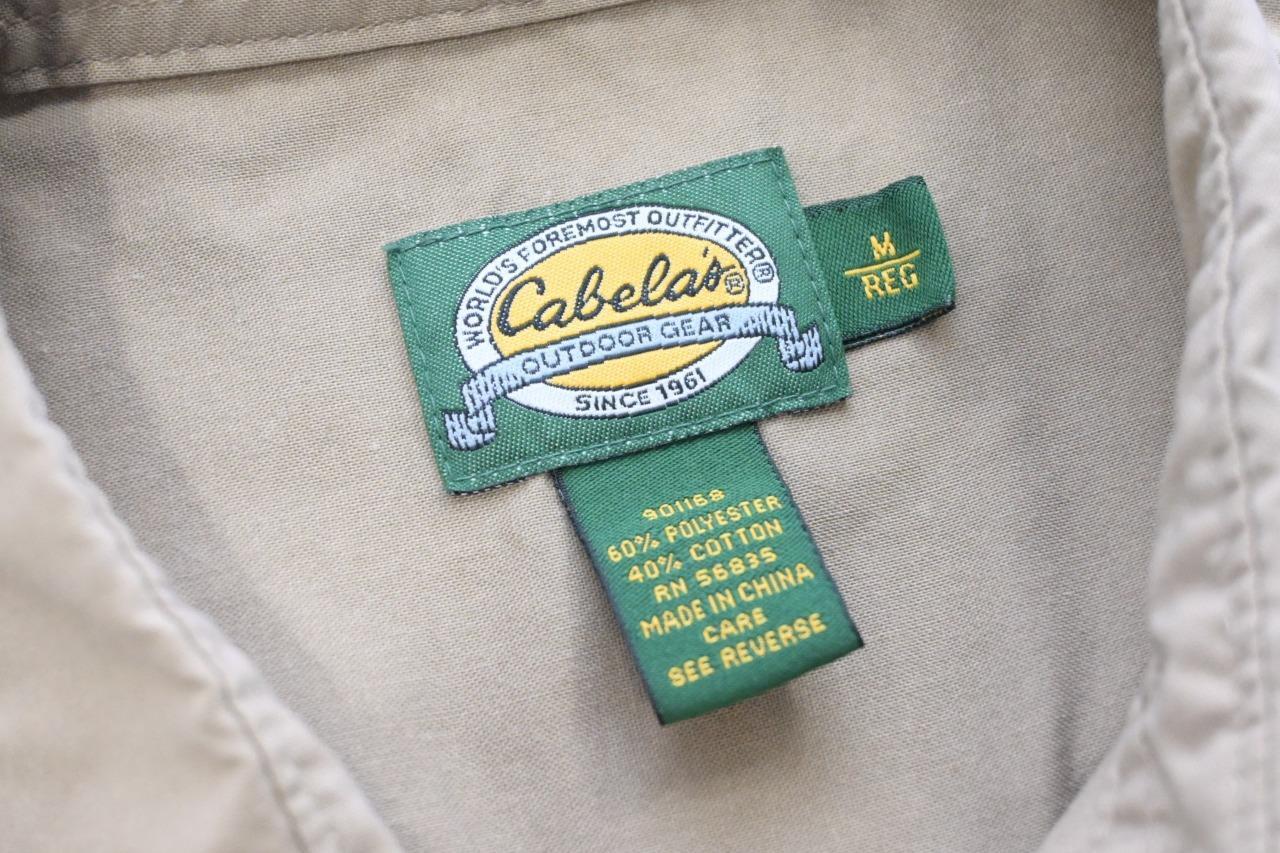 WORLD'S FOREMOST OUTFITTER®
Cabela's®
OUTDOOR GEAR
SINCE 1961
M
REG
901168
60% POLYESTER
40% COTTON
RN 56835
MADE IN CHINA
CARE
SEE REVERSE